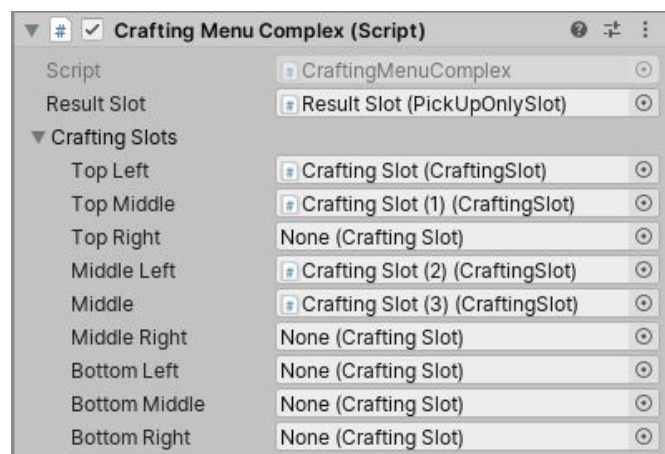 Crafting Menu Complex (Script)
Script CraftingMenuComplex
Result Slot Result Slot (PickUpOnlySlot)
Crafting Slots
Top Left Crafting Slot (CraftingSlot)
Top Middle Crafting Slot (1) (CraftingSlot)
Top Right None (Crafting Slot)
Middle Left Crafting Slot (2) (CraftingSlot)
Middle Crafting Slot (3) (CraftingSlot)
Middle Right None (Crafting Slot)
Bottom Left None (Crafting Slot)
Bottom Middle None (Crafting Slot)
Bottom Right None (Crafting Slot)